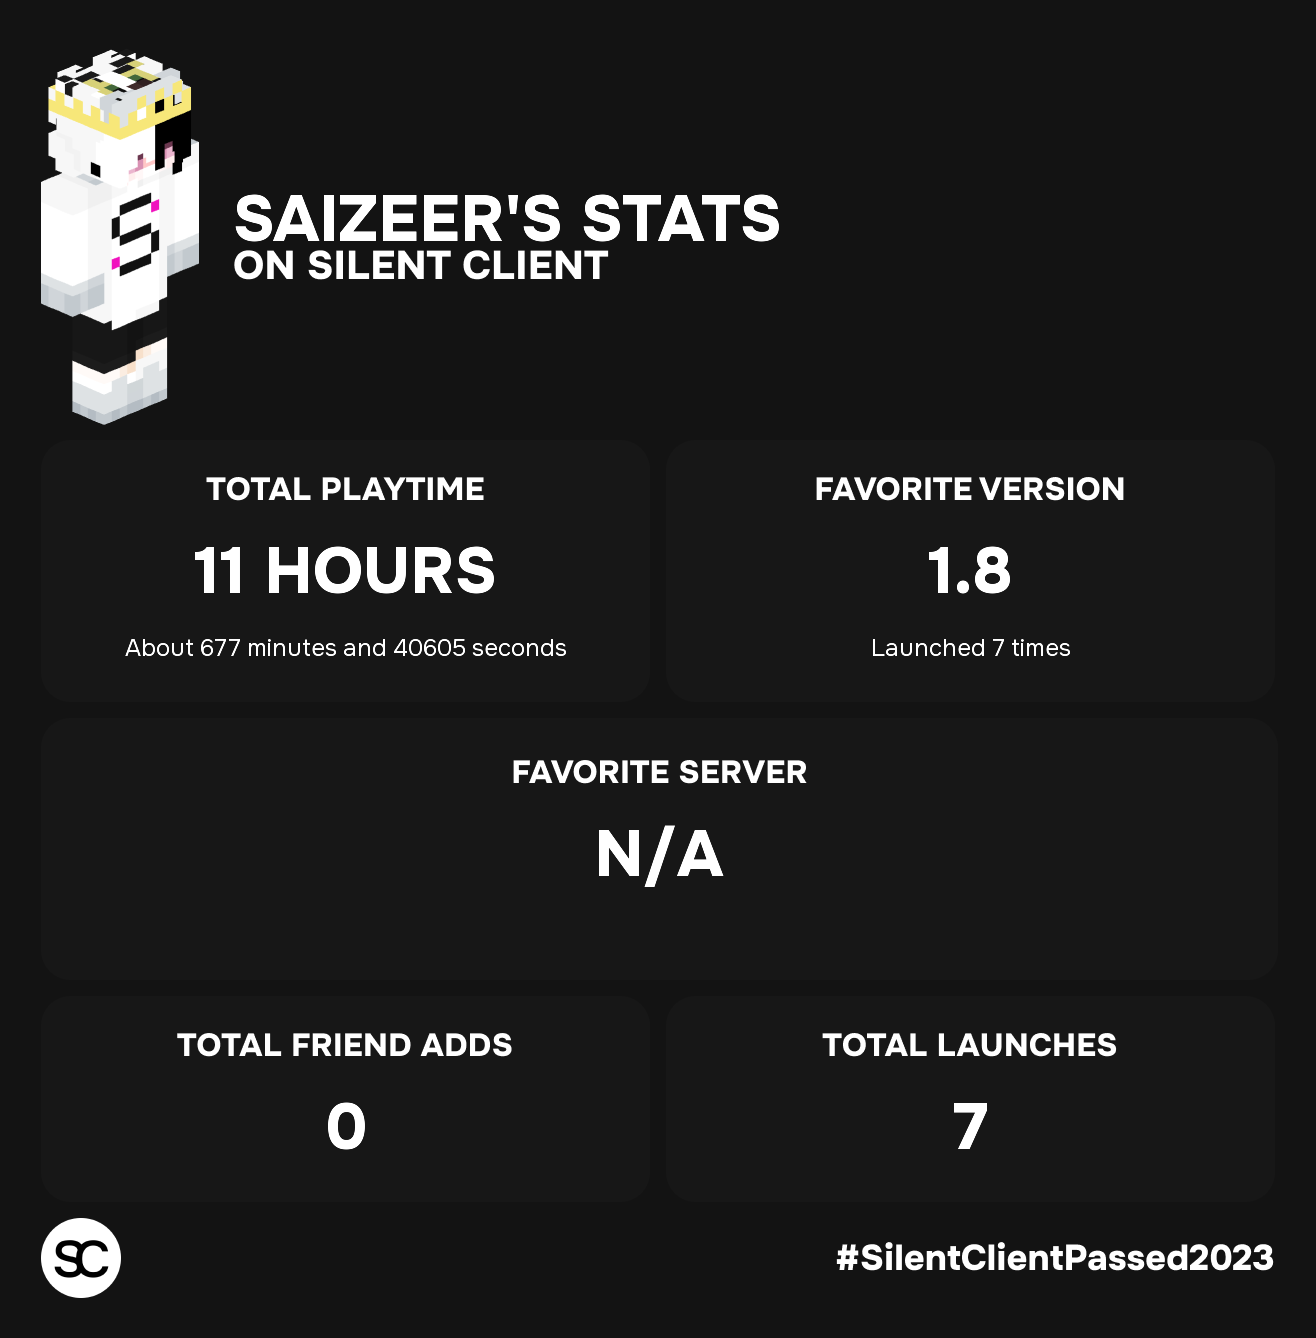 SAIZEER'S STATS
ON SILENT CLIENT
TOTAL PLAYTIME
11 HOURS
About 677 minutes and 40605 seconds
FAVORITE VERSION
1.8
Launched 7 times
FAVORITE SERVER
N/A
TOTAL FRIEND ADDS
0
TOTAL LAUNCHES
7
SC
#SilentClientPassed2023